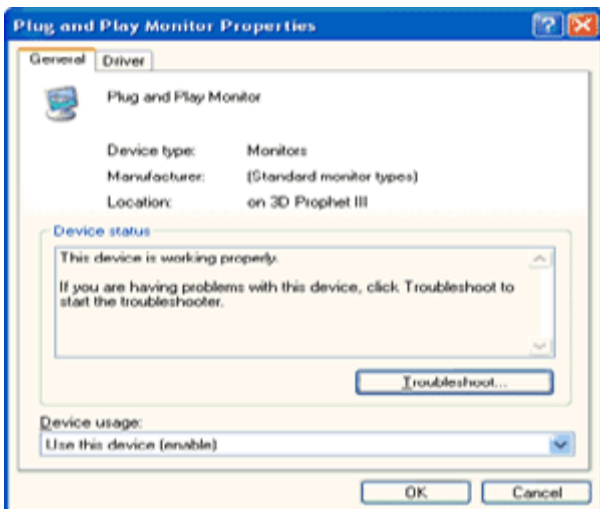 Plug and Play Monitor Properties
General
Driver
Plug and Play Monitor
Device type:
Monitors
Manufacturer:
(Standard monitor types)
Location:
on 3D Prophet III
Device status
This device is working properly.
If you are having problems with this device, click Troubleshoot to
start the troubleshooter.
Troubleshoot...
Device usage:
Use this device (enable)
OK
Cancel